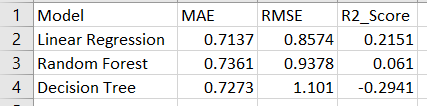 1 Model MAE RMSE R2_Score
2 Linear Regression 0.7137 0.8574 0.2151
3 Random Forest 0.7361 0.9378 0.061
4 Decision Tree 0.7273 1.101 -0.2941